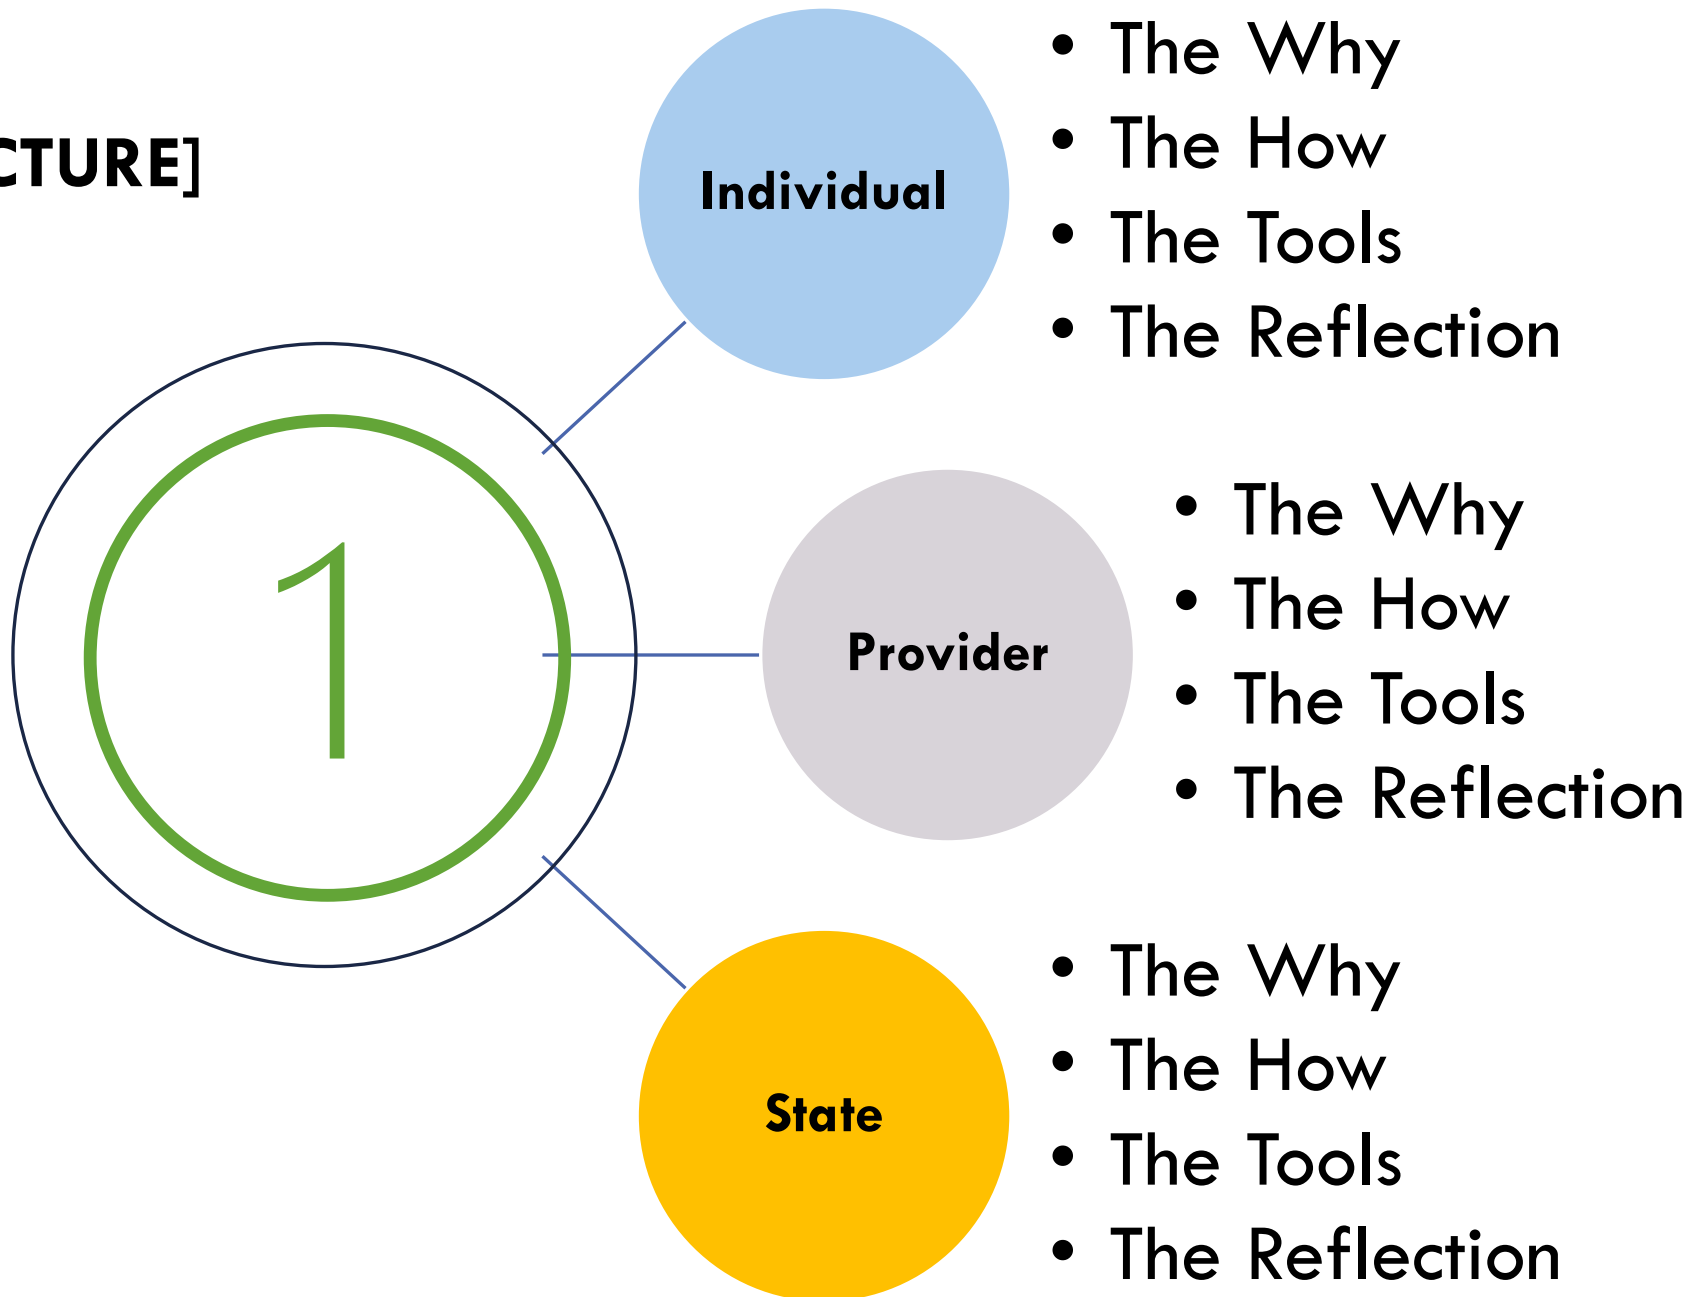 CTURE]
1
Individual
• The Why
• The How
• The Tools
• The Reflection
Provider
• The Why
• The How
• The Tools
• The Reflection
State
• The Why
• The How
• The Tools
• The Reflection